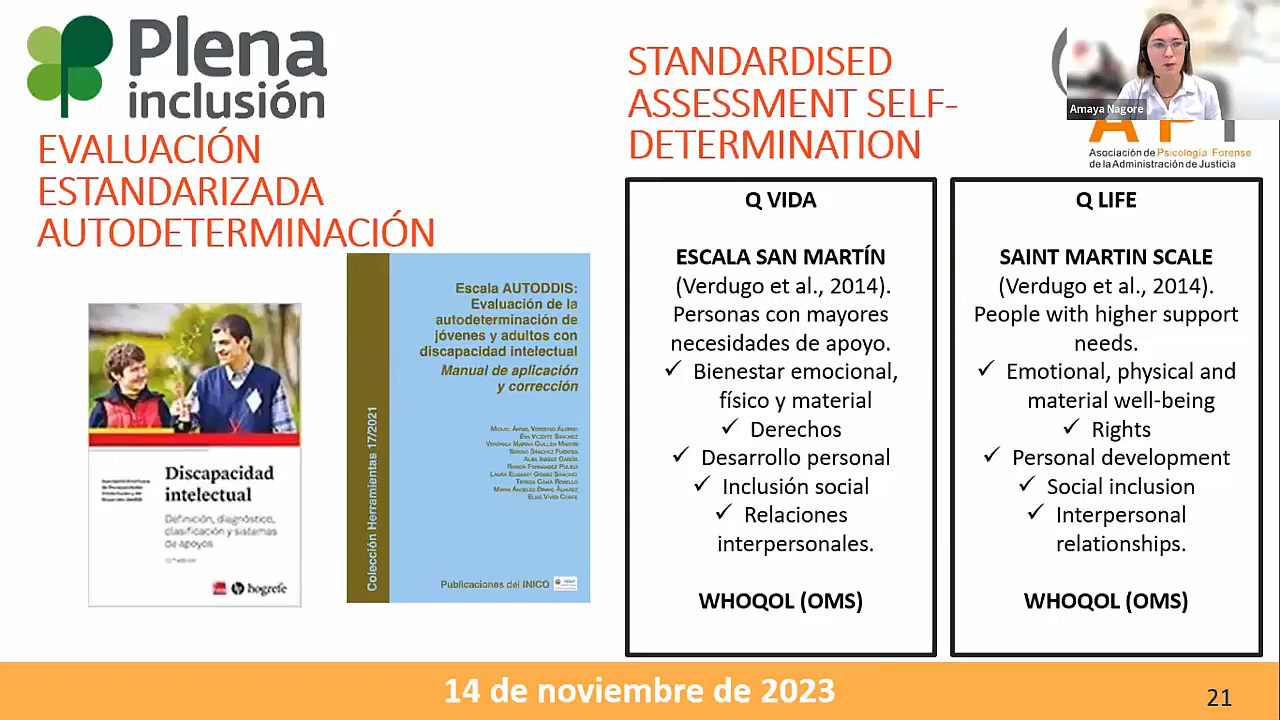 Plena
inclusión
EVALUACIÓN
ESTANDARIZADA
AUTODETERMINACIÓN
STANDARDISED
ASSESSMENT SELF-
DETERMINATION
Amaya Nagore
Asociación de Psicología Forense
de la Administración de Justicia
Discapacidad
intelectual
Definición, diagnóstico,
clasificación y sistemas
de apoyos
hogrefe
Escala AUTODDIS:
Evaluación de la
autodeterminación de
jóvenes y adultos con
discapacidad intelectual
Manual de aplicación
y corrección
Colección Herramientas 17/2021
Publicaciones del INICO
Q VIDA
ESCALA SAN MARTÍN
(Verdugo et al., 2014).
Personas con mayores
necesidades de apoyo.
✓ Bienestar emocional,
físico y material
✓ Derechos
✓ Desarrollo personal
✓ Inclusión social
✓ Relaciones
interpersonales.
WHOQOL (OMS)
Q LIFE
SAINT MARTIN SCALE
(Verdugo et al., 2014).
People with higher support
needs.
✓ Emotional, physical and
material well-being
✓ Rights
✓ Personal development
✓ Social inclusion
✓ Interpersonal
relationships.
WHOQOL (OMS)
14 de noviembre de 2023
21